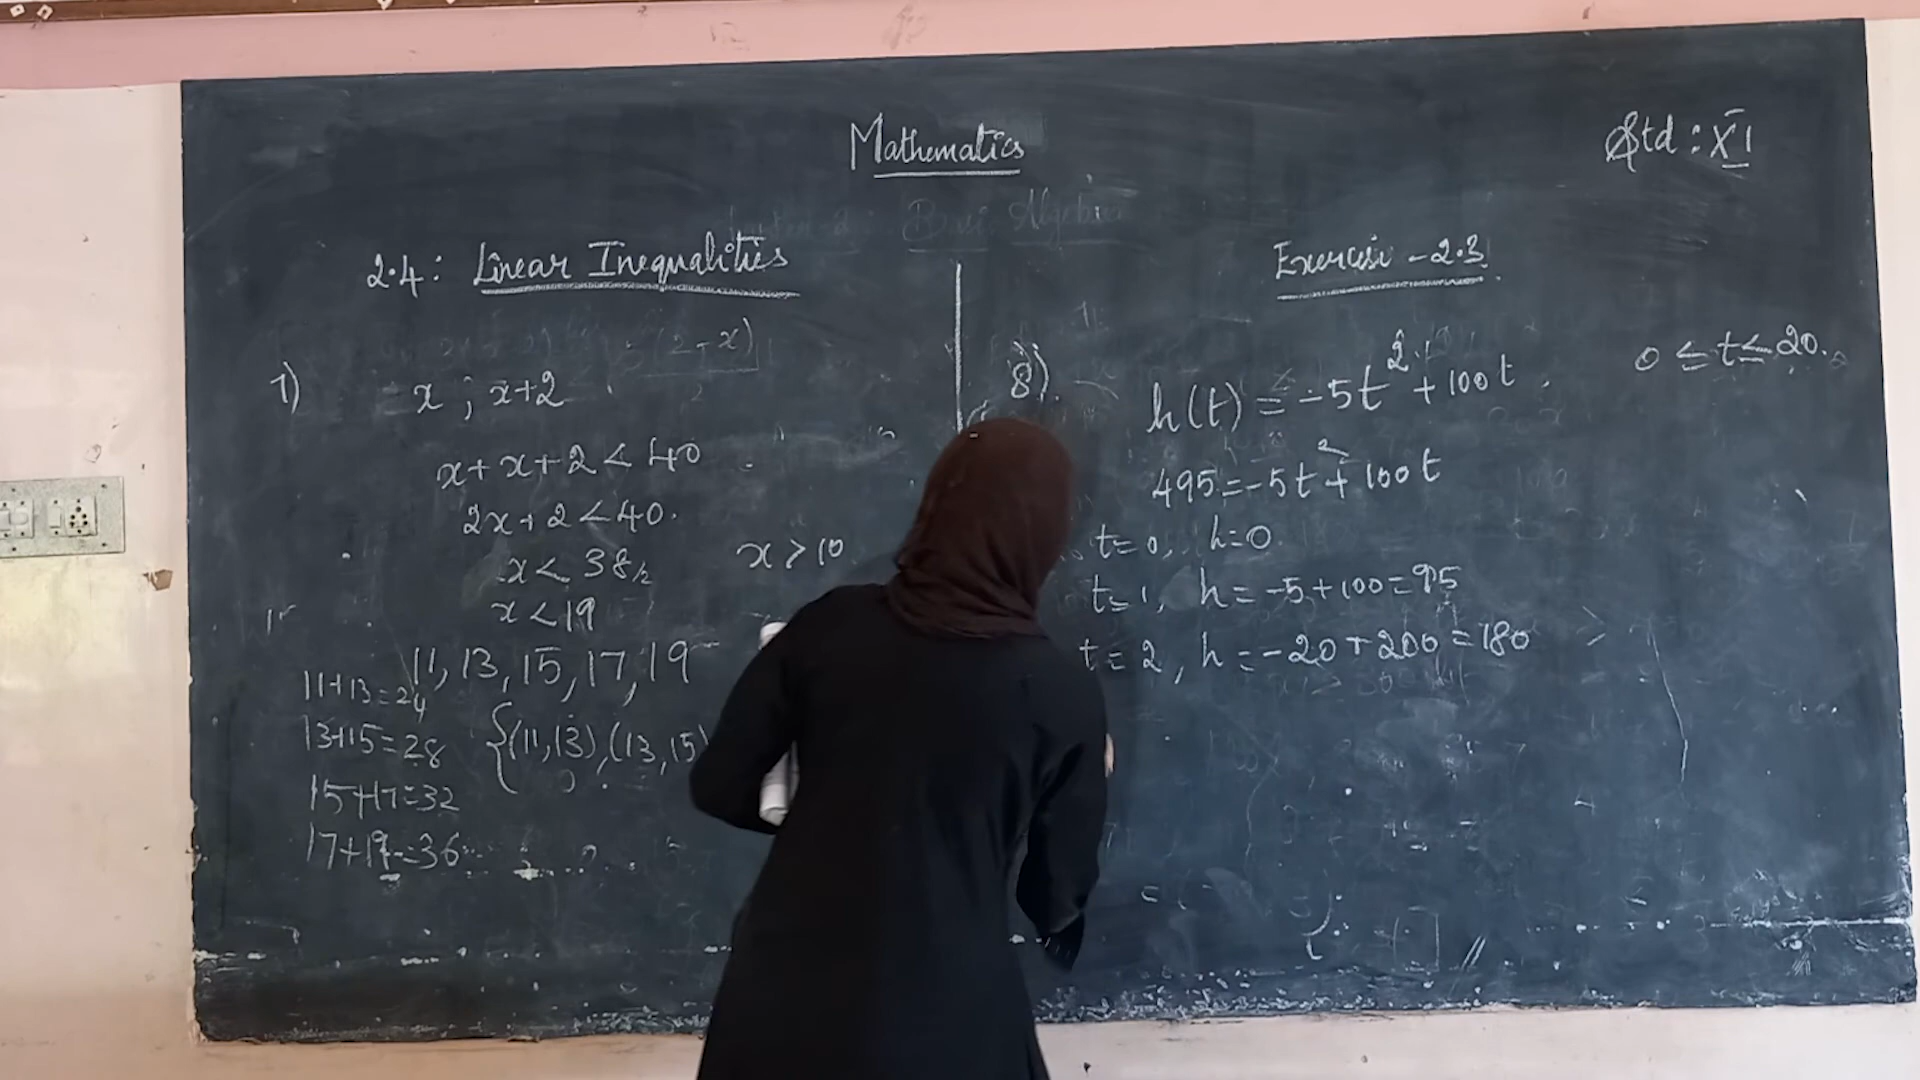 Mathematics
Std : XI
2.4 : Linear Inequalities
7)
x ; x+2
x+x+2 < 40
2x+2 < 40.
x < 38/2
x < 19
x > 10
11, 13, 15, 17, 19
11+13=24
13+15=28
{(11,13),(13,15)
15+17=32
17+19=36
Exercise - 2.3
8)
h(t) = -5t²+100t.
0 ≤ t ≤ 20.
495=-5t²+100t
t=0, h=0
t=1, h=-5+100=95
t=2, h=-20+200=180